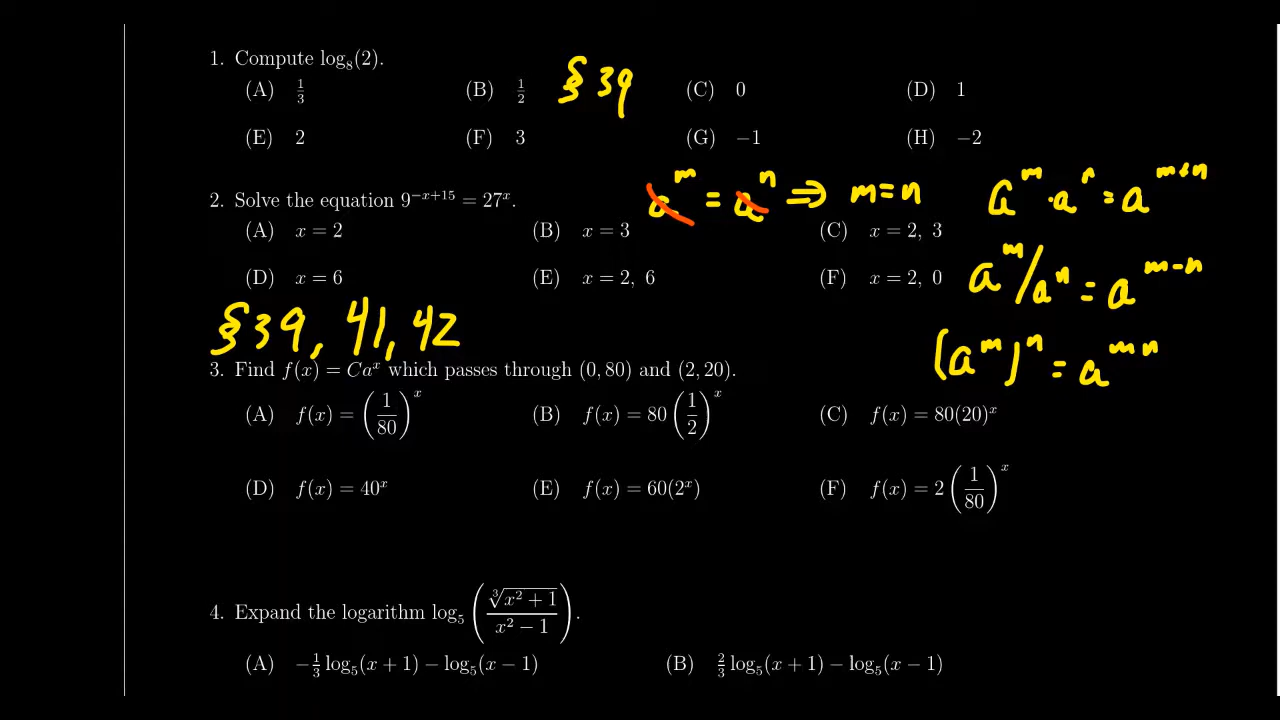 1. Compute log₈(2).
(A) 1/3 (B) 1/2 § 39 (C) 0 (D) 1
(E) 2 (F) 3 (G) −1 (H) −2
2. Solve the equation 9^{−x+15} = 27^x.
a^m = a^n ⇒ m=n
a^m · a^n = a^{m+n}
(A) x = 2 (B) x = 3 (C) x = 2, 3
(D) x = 6 (E) x = 2, 6 (F) x = 2, 0
a^m/a^n = a^{m-n}
§39, 41, 42
(a^m)^n = a^{mn}
3. Find f(x) = Ca^x which passes through (0, 80) and (2, 20).
(A) f(x) = (1/80)^x (B) f(x) = 80(1/2)^x (C) f(x) = 80(20)^x
(D) f(x) = 40^x (E) f(x) = 60(2^x) (F) f(x) = 2(1/80)^x
4. Expand the logarithm log₅(∛(x² + 1)/(x² − 1)).
(A) −1/3 log₅(x + 1) − log₅(x − 1) (B) 2/3 log₅(x + 1) − log₅(x − 1)